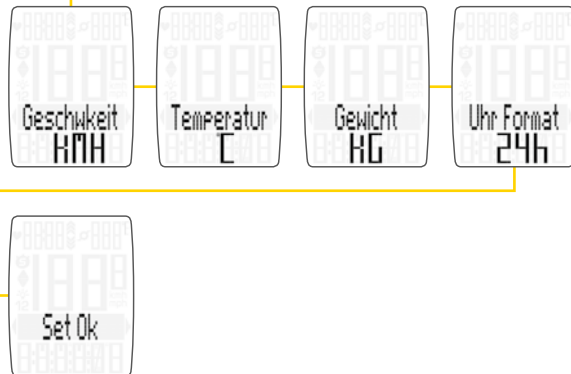 Geschwkeit
KMH
Temperatur
C
Gewicht
KG
Uhr Format
24h
Set Ok